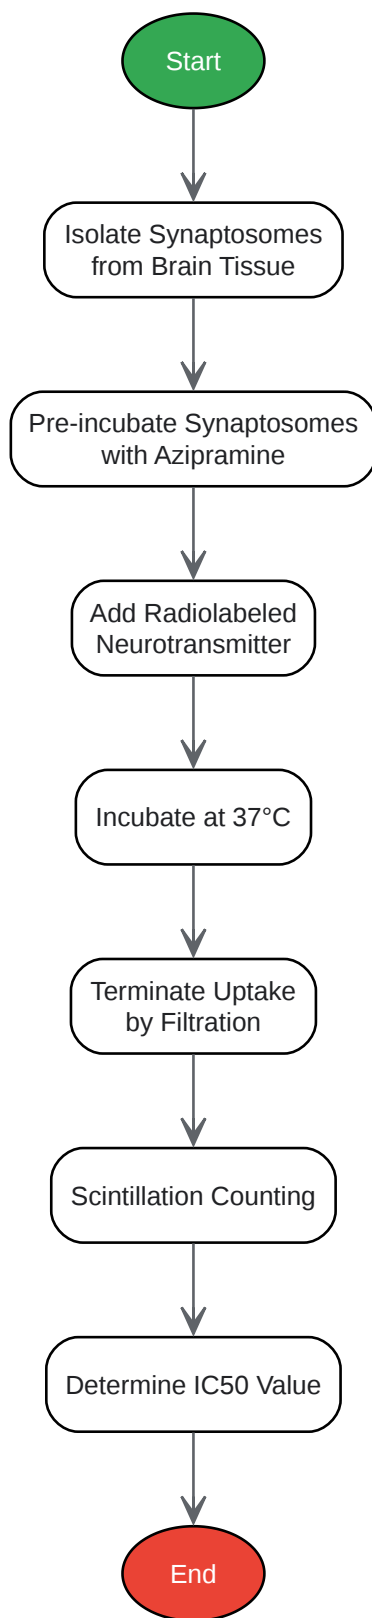 Start
Isolate Synaptosomes
from Brain Tissue
Pre-incubate Synaptosomes
with Azipramine
Add Radiolabeled
Neurotransmitter
Incubate at 37°C
Terminate Uptake
by Filtration
Scintillation Counting
Determine IC50 Value
End